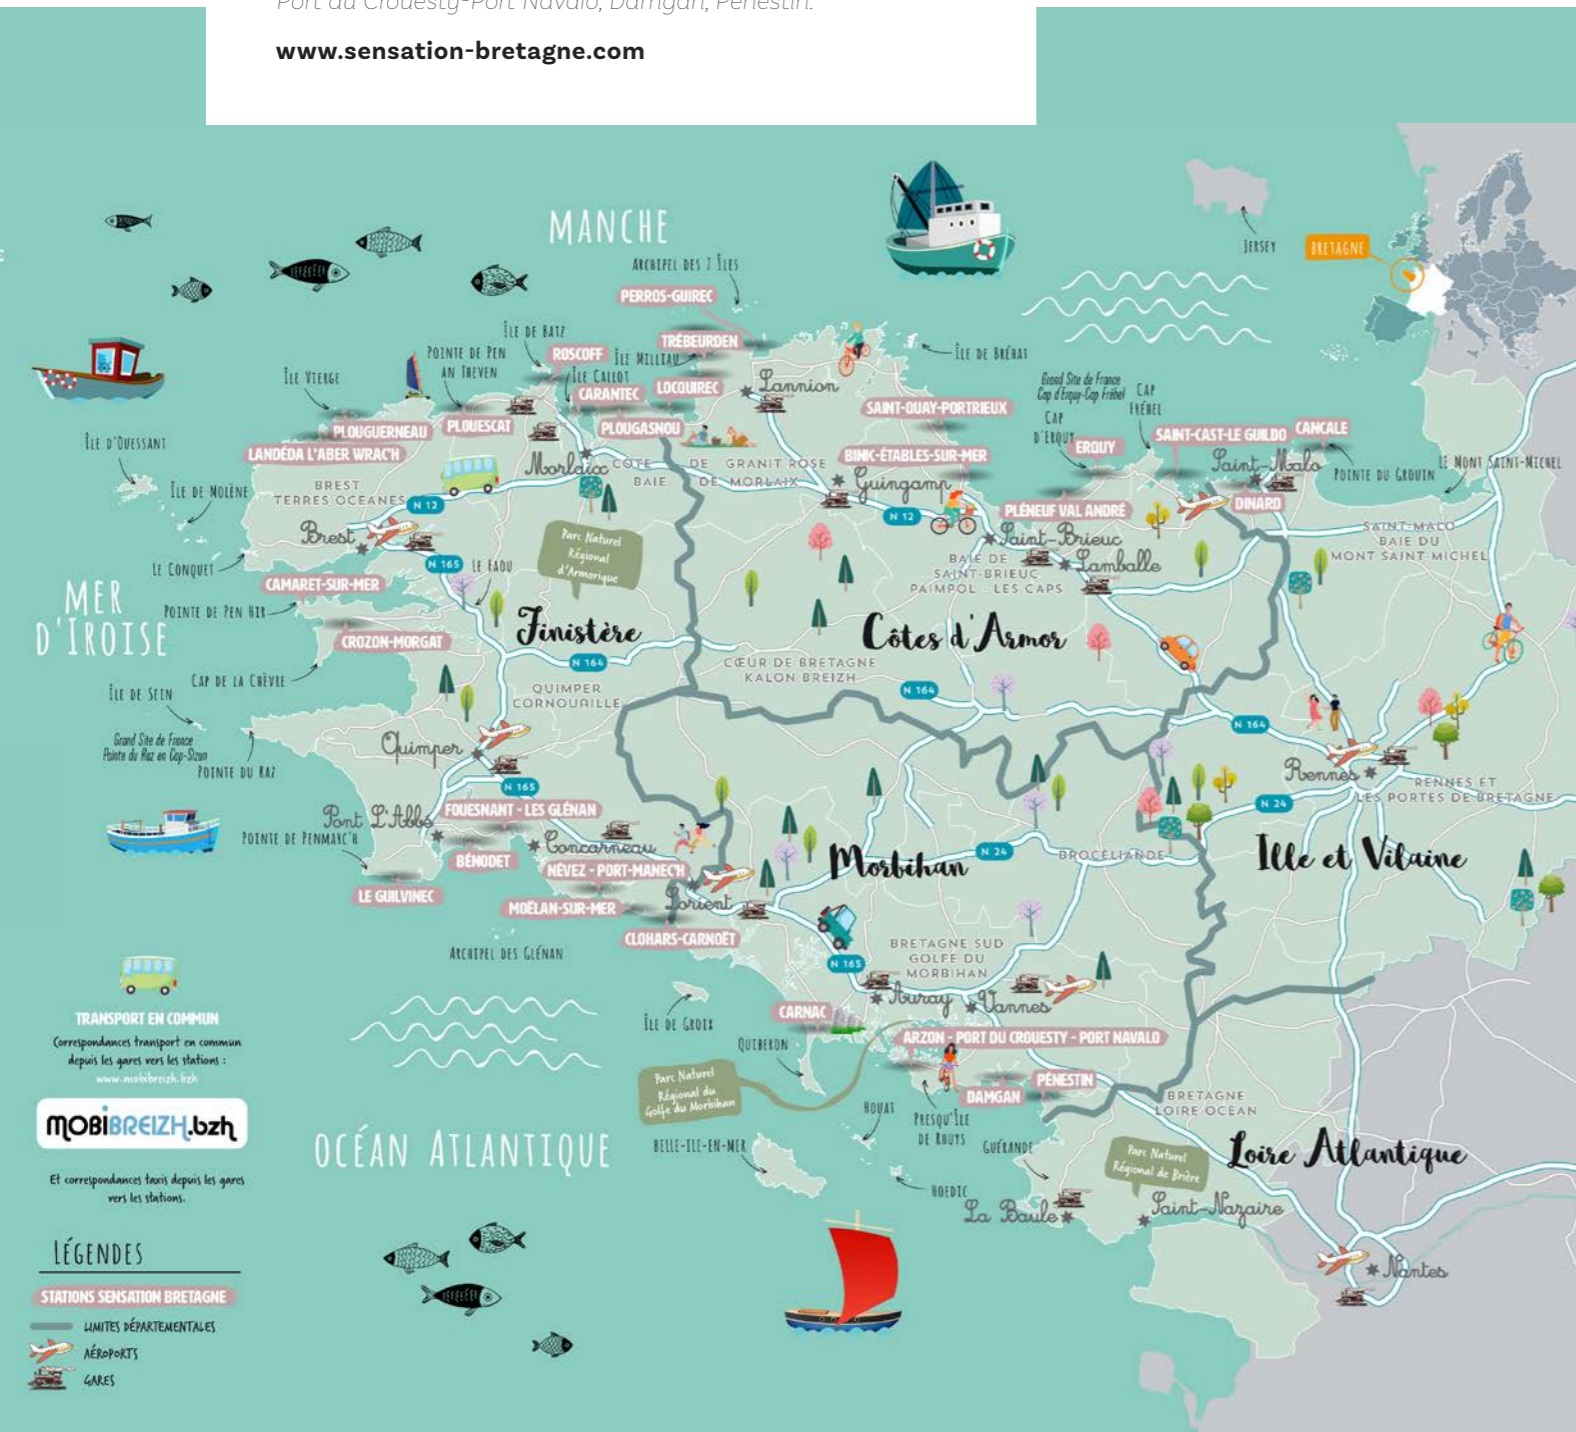 Port du Crouesty-Port Navalo, Damgan, Pénestin.
www.sensation-bretagne.com
MANCHE
JERSEY
BRETAGNE
ARCHIPEL DES 7 ÎLES
PERROS-GUIREC
ÎLE DE BATZ
TRÉBEURDEN
ROSCOFF
ÎLE MILLIAU
POINTE DE PEN
AN THEVEN
ÎLE DE BRÉHAT
ÎLE VIERGE
ÎLE CALLOT
CARANTEC
LOCQUIREC
Lannion
Grand Site de France
Cap d'Erquy-Cap Fréhel
CAP
FRÉHEL
CAP
D'ERQUY
SAINT-QUAY-PORTRIEUX
PLOUGUERNEAU
PLOUESCAT
PLOUGASNOU
ERQUY
SAINT-CAST-LE GUILDO
CANCALE
ÎLE D'OUESSANT
LANDÉDA L'ABER WRAC'H
BINIC-ÉTABLES-SUR-MER
Morlaix
CÔTE DE GRANIT ROSE
BAIE DE MORLAIX
Saint-Malo
POINTE DU GROUIN
LE MONT SAINT-MICHEL
BREST
TERRES OCÉANES
Guingamp
ÎLE DE MOLÈNE
N 12
N 12
PLÉNEUF VAL ANDRÉ
DINARD
Brest
Saint-Brieuc
SAINT-MALO
BAIE DU
MONT SAINT-MICHEL
Parc Naturel
Régional
d'Armorique
LE CONQUET
N 165
LE FAOU
BAIE DE
SAINT-BRIEUC
PAIMPOL - LES CAPS
Lamballe
CAMARET-SUR-MER
MER
D'IROISE
POINTE DE PEN HIR
Finistère
Côtes d'Armor
CROZON-MORGAT
N 164
CŒUR DE BRETAGNE
KALON BREIZH
CAP DE LA CHÈVRE
ÎLE DE SEIN
QUIMPER
CORNOUAILLE
N 164
N 164
Grand Site de France
Pointe du Raz en Cap-Sizun
POINTE DU RAZ
Quimper
Rennes
RENNES ET
LES PORTES DE BRETAGNE
N 165
N 24
FOUESNANT - LES GLÉNAN
Pont L'Abbé
POINTE DE PENMARC'H
Concarneau
BÉNODET
N 24
BROCÉLIANDE
Morbihan
Ille et Vilaine
NÉVEZ - PORT-MANEC'H
LE GUILVINEC
MOËLAN-SUR-MER
Lorient
CLOHARS-CARNOËT
ARCHIPEL DES GLÉNAN
BRETAGNE SUD
GOLFE DU
MORBIHAN
N 165
Auray
Vannes
CARNAC
ÎLE DE GROIX
QUIBERON
ARZON - PORT DU CROUESTY - PORT NAVALO
Parc Naturel
Régional du
Golfe du Morbihan
PÉNESTIN
DAMGAN
HOUAT
PRESQU'ÎLE
DE RHUYS
BRETAGNE
LOIRE OCÉAN
OCÉAN ATLANTIQUE
BELLE-ILE-EN-MER
GUÉRANDE
Parc Naturel
Régional de Brière
Loire Atlantique
HOEDIC
La Baule
Saint-Nazaire
Nantes
TRANSPORT EN COMMUN
Correspondances transport en commun
depuis les gares vers les stations :
www.mobibreizh.bzh
MOBIBREIZH.bzh
Et correspondances taxis depuis les gares
vers les stations.
LÉGENDES
STATIONS SENSATION BRETAGNE
LIMITES DÉPARTEMENTALES
AÉROPORTS
GARES